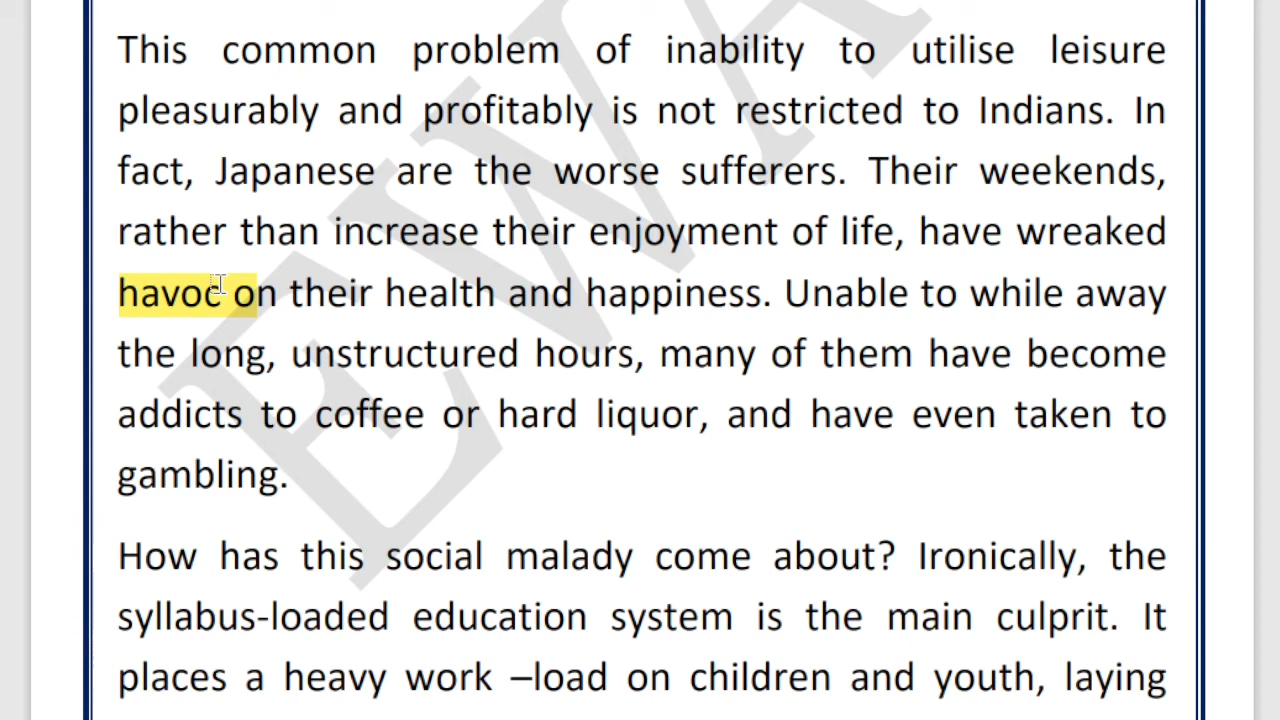 This common problem of inability to utilise leisure
pleasurably and profitably is not restricted to Indians. In
fact, Japanese are the worse sufferers. Their weekends,
rather than increase their enjoyment of life, have wreaked
havoc on their health and happiness. Unable to while away
the long, unstructured hours, many of them have become
addicts to coffee or hard liquor, and have even taken to
gambling.
How has this social malady come about? Ironically, the
syllabus-loaded education system is the main culprit. It
places a heavy work –load on children and youth, laying
EWA